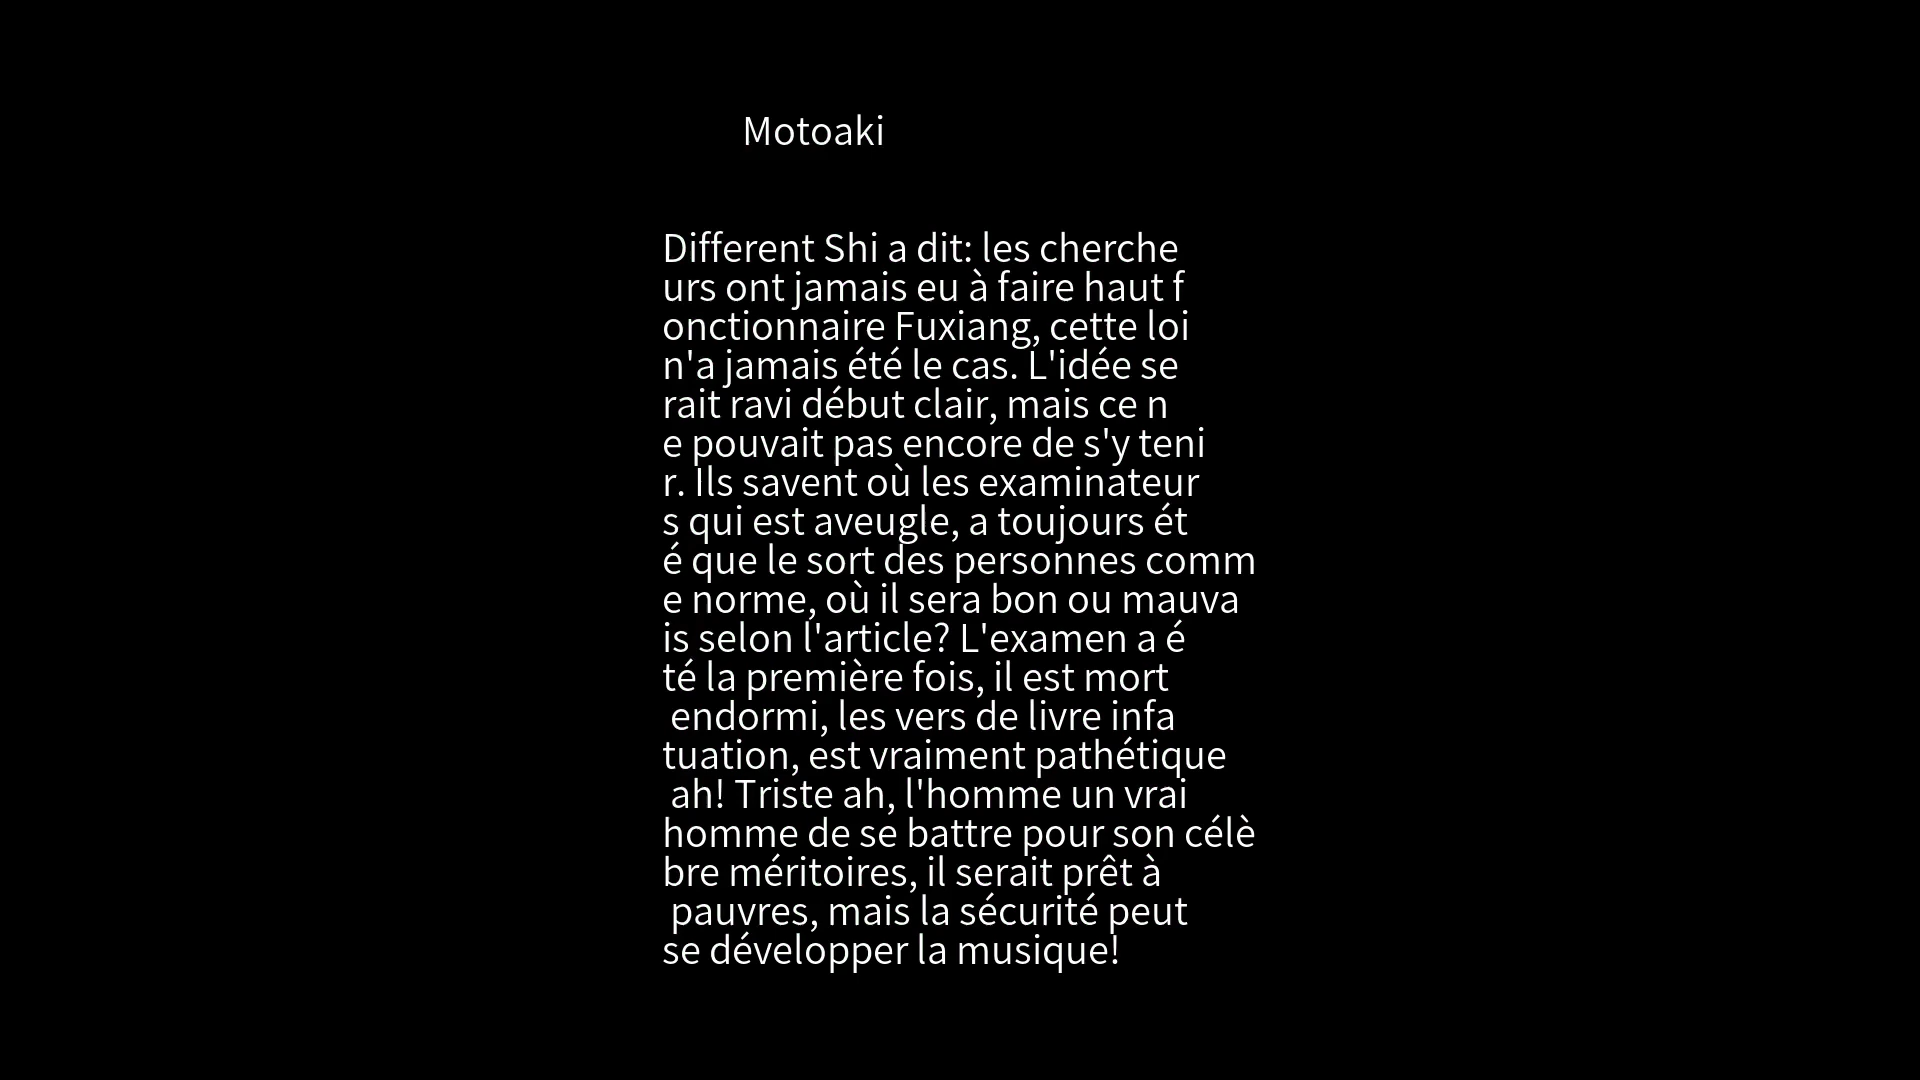 Motoaki
Different Shi a dit: les cherche
urs ont jamais eu à faire haut f
onctionnaire Fuxiang, cette loi
n'a jamais été le cas. L'idée se
rait ravi début clair, mais ce n
e pouvait pas encore de s'y teni
r. Ils savent où les examinateur
s qui est aveugle, a toujours ét
é que le sort des personnes comm
e norme, où il sera bon ou mauva
is selon l'article? L'examen a é
té la première fois, il est mort
endormi, les vers de livre infa
tuation, est vraiment pathétique
ah! Triste ah, l'homme un vrai
homme de se battre pour son célè
bre méritoires, il serait prêt à
pauvres, mais la sécurité peut
se développer la musique!